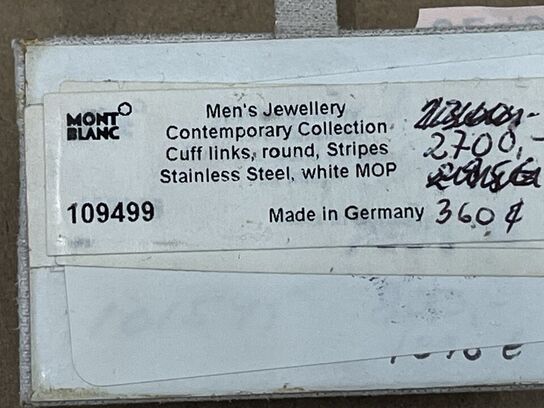 MONT
BLANC
Men's Jewellery
Contemporary Collection
Cuff links, round, Stripes
Stainless Steel, white MOP
109499
Made in Germany
2700,-
360 €